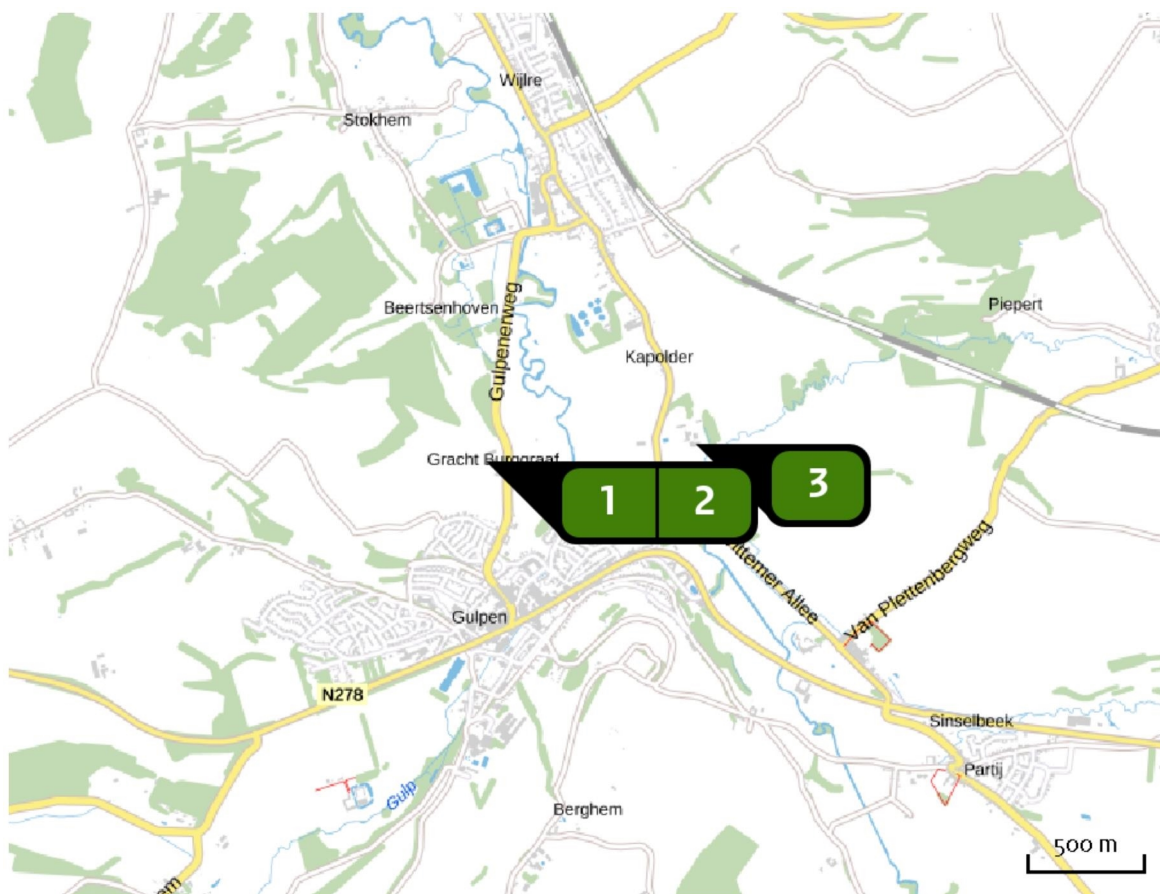 Wijlre
Stokhem
Beertsenhoven
Piepert
Gulpenerweg
Kapolder
Gracht Burggraaf
1
2
3
Van Plettenbergweg
Allee
Gulpen
N278
Sinselbeek
Partij
Gulp
Berghem
500 m